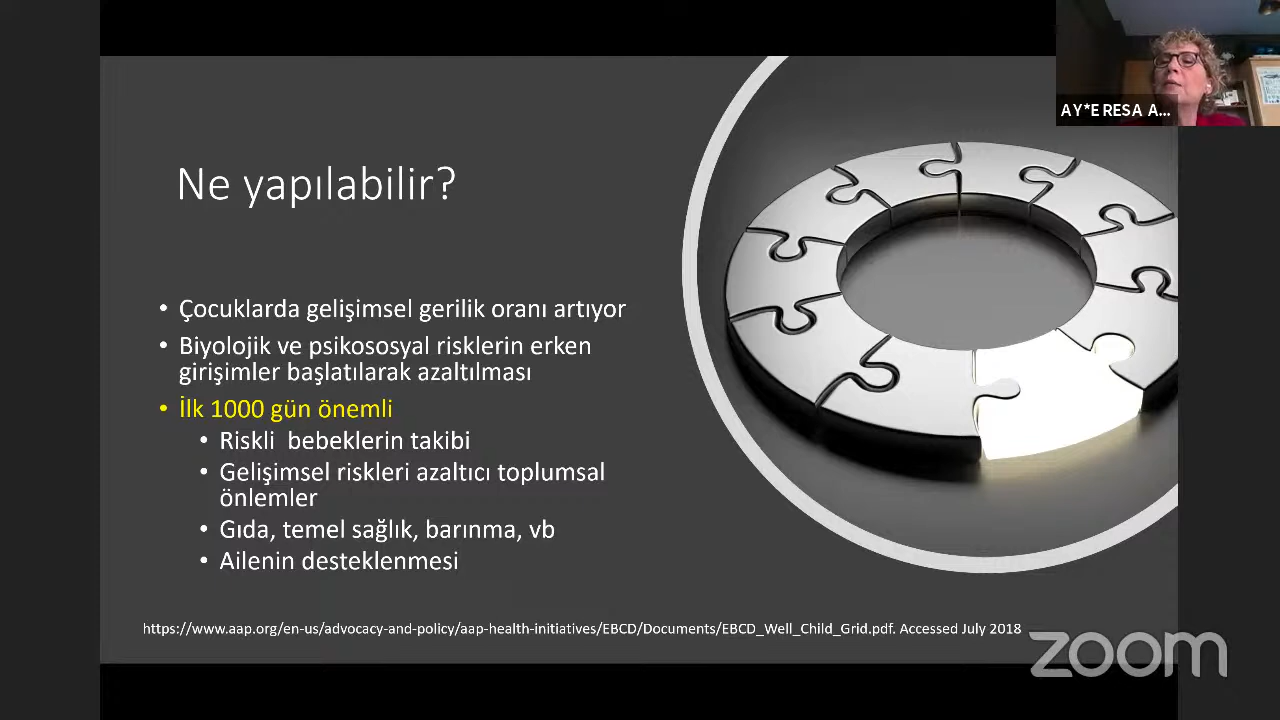 AY*E RESA A...
Ne yapılabilir?
• Çocuklarda gelişimsel gerilik oranı artıyor
• Biyolojik ve psikososyal risklerin erken
girişimler başlatılarak azaltılması
• İlk 1000 gün önemli
• Riskli bebeklerin takibi
• Gelişimsel riskleri azaltıcı toplumsal
önlemler
• Gıda, temel sağlık, barınma, vb
• Ailenin desteklenmesi
https://www.aap.org/en-us/advocacy-and-policy/aap-health-initiatives/EBCD/Documents/EBCD_Well_Child_Grid.pdf. Accessed July 2018
zoom